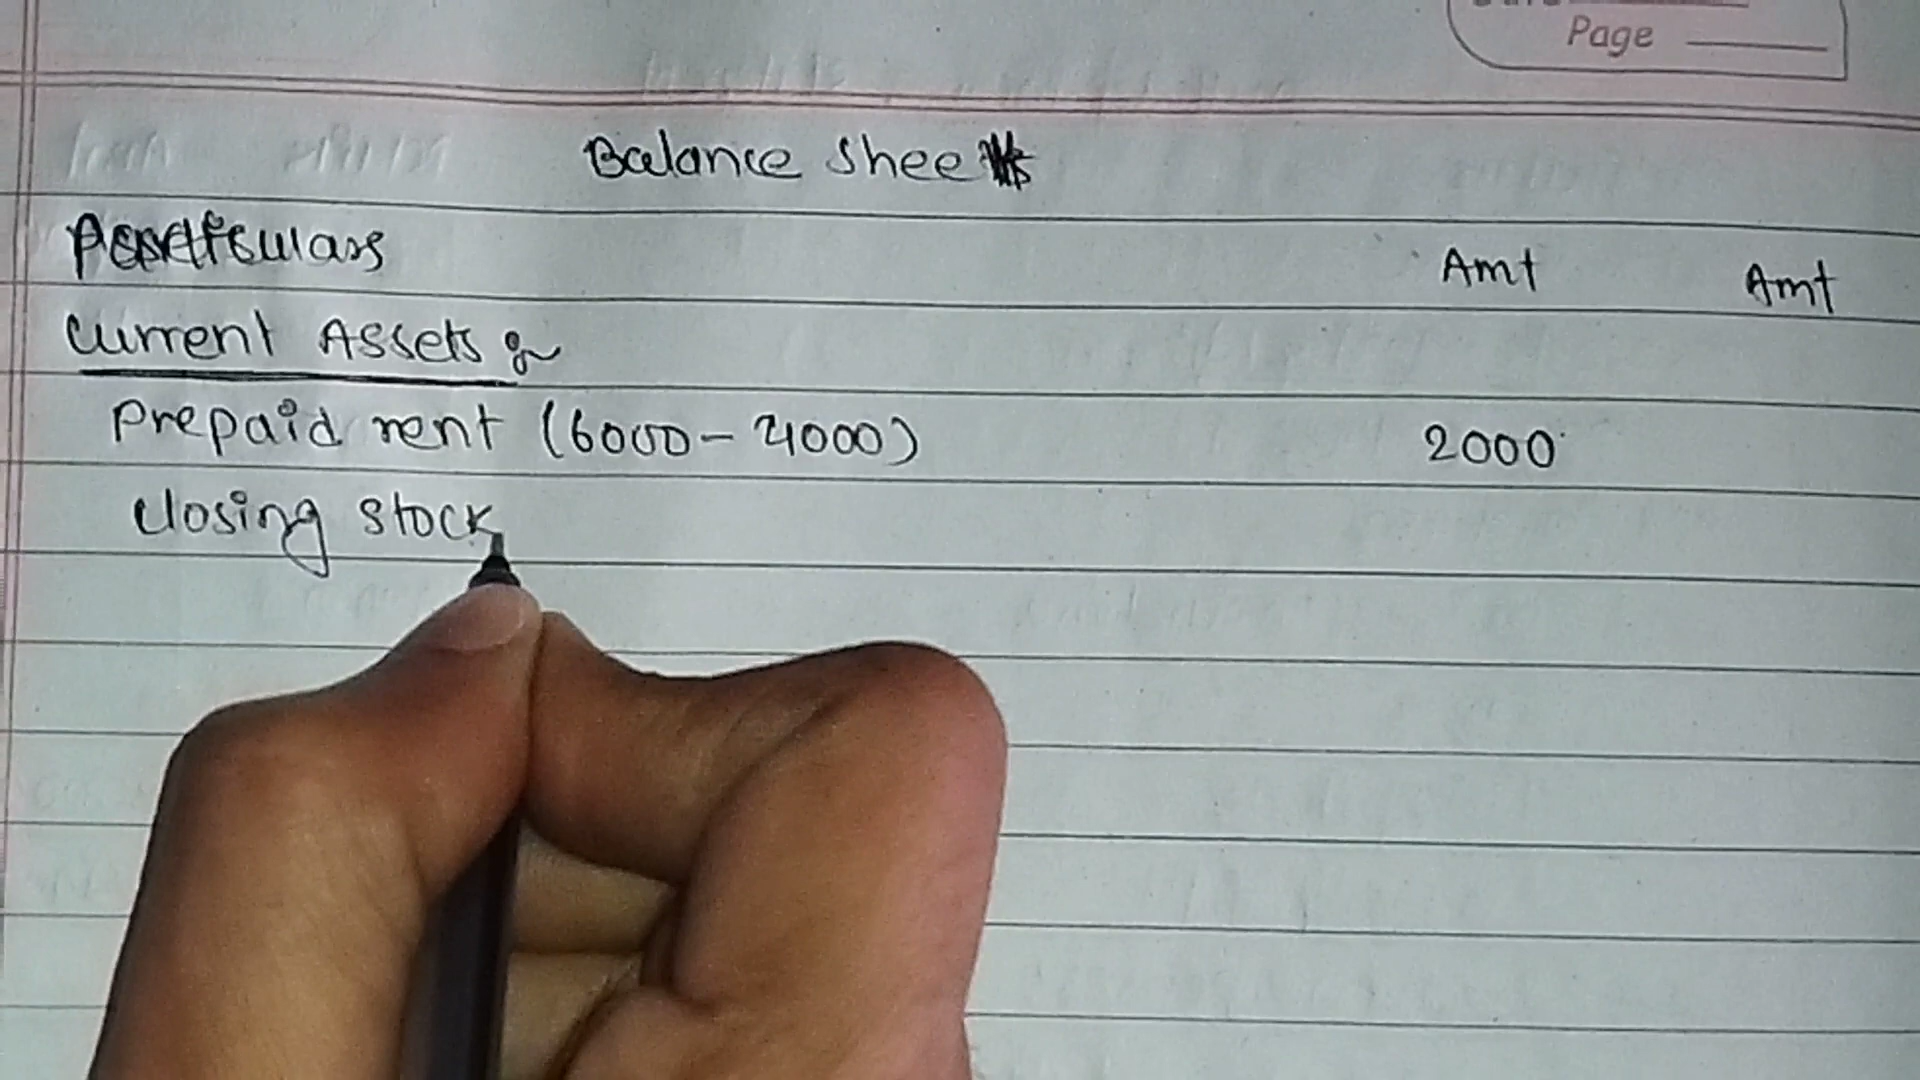 Page
Balance Sheet
Particulars Amt Amt
Current Assets :-
Prepaid rent (6000 - 4000) 2000
Closing stock